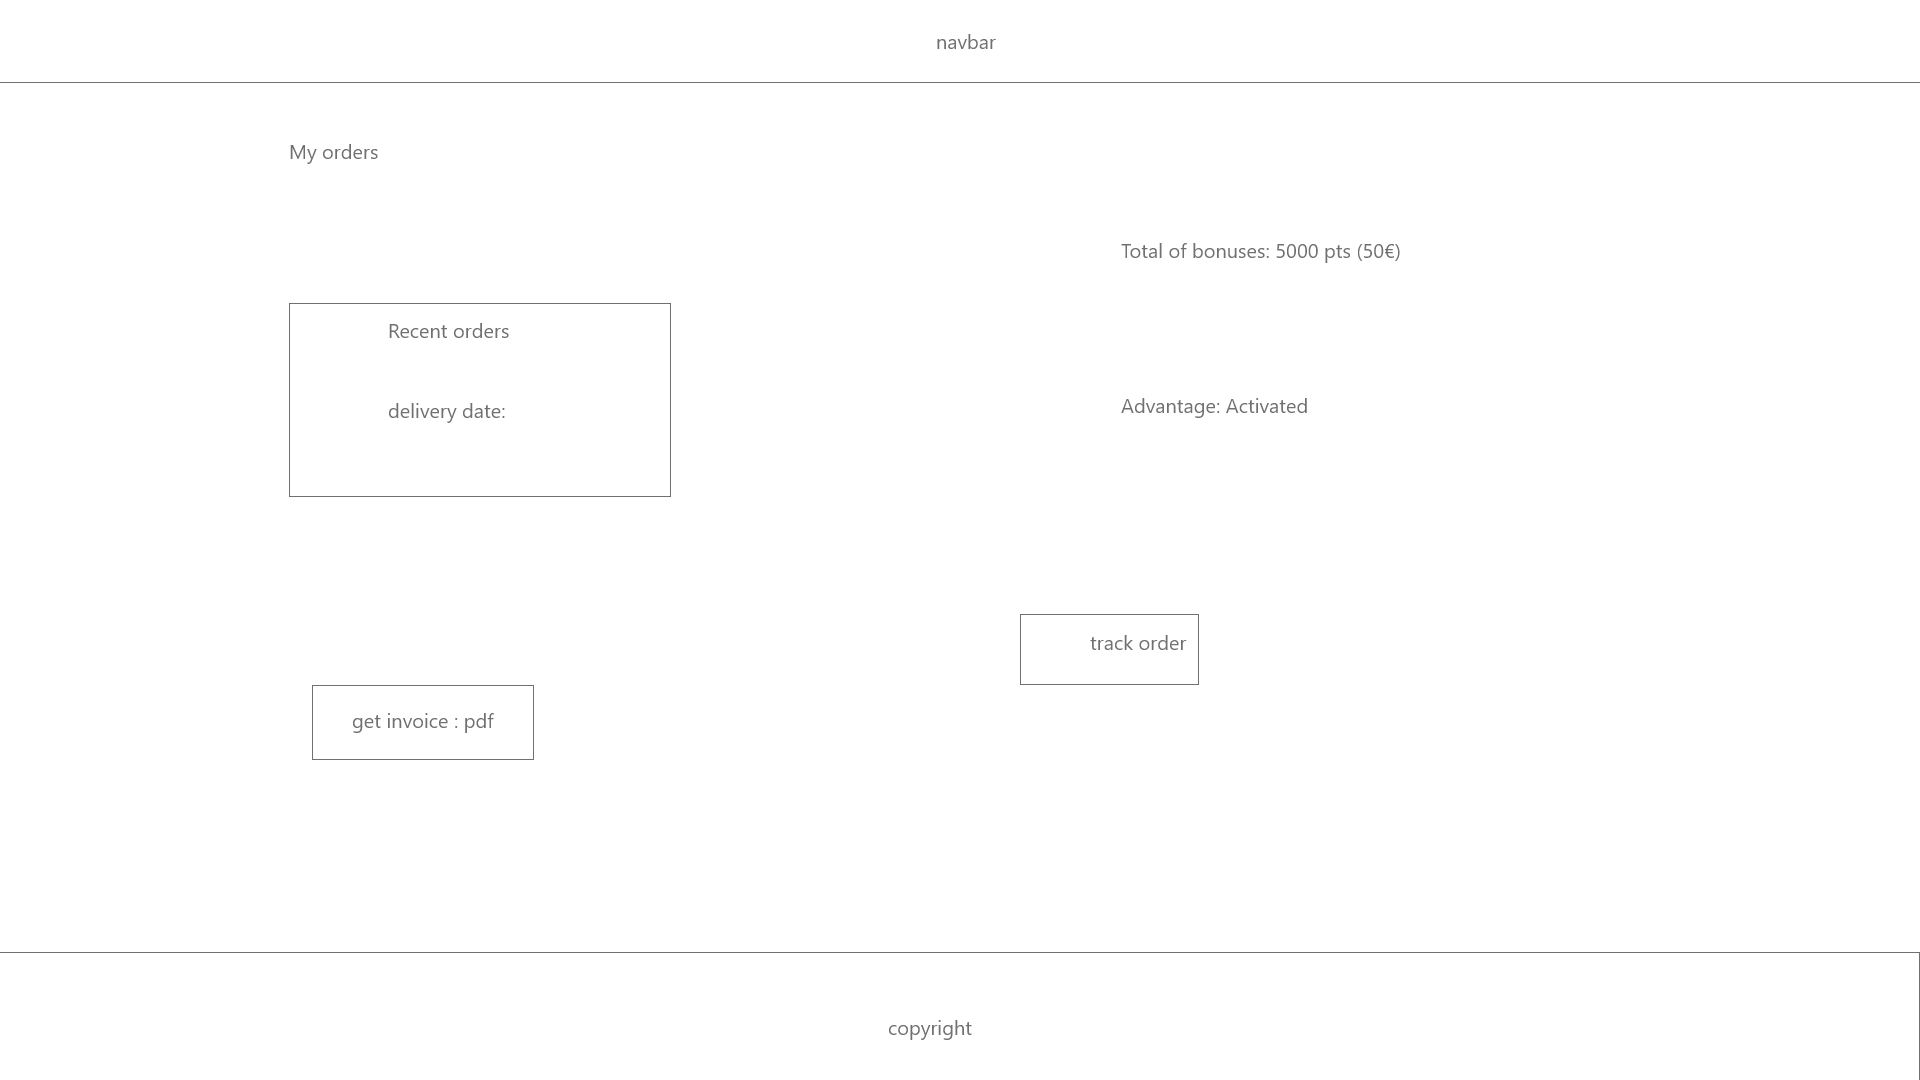 navbar
My orders
Total of bonuses: 5000 pts (50€)
Recent orders
delivery date:
Advantage: Activated
track order
get invoice : pdf
copyright